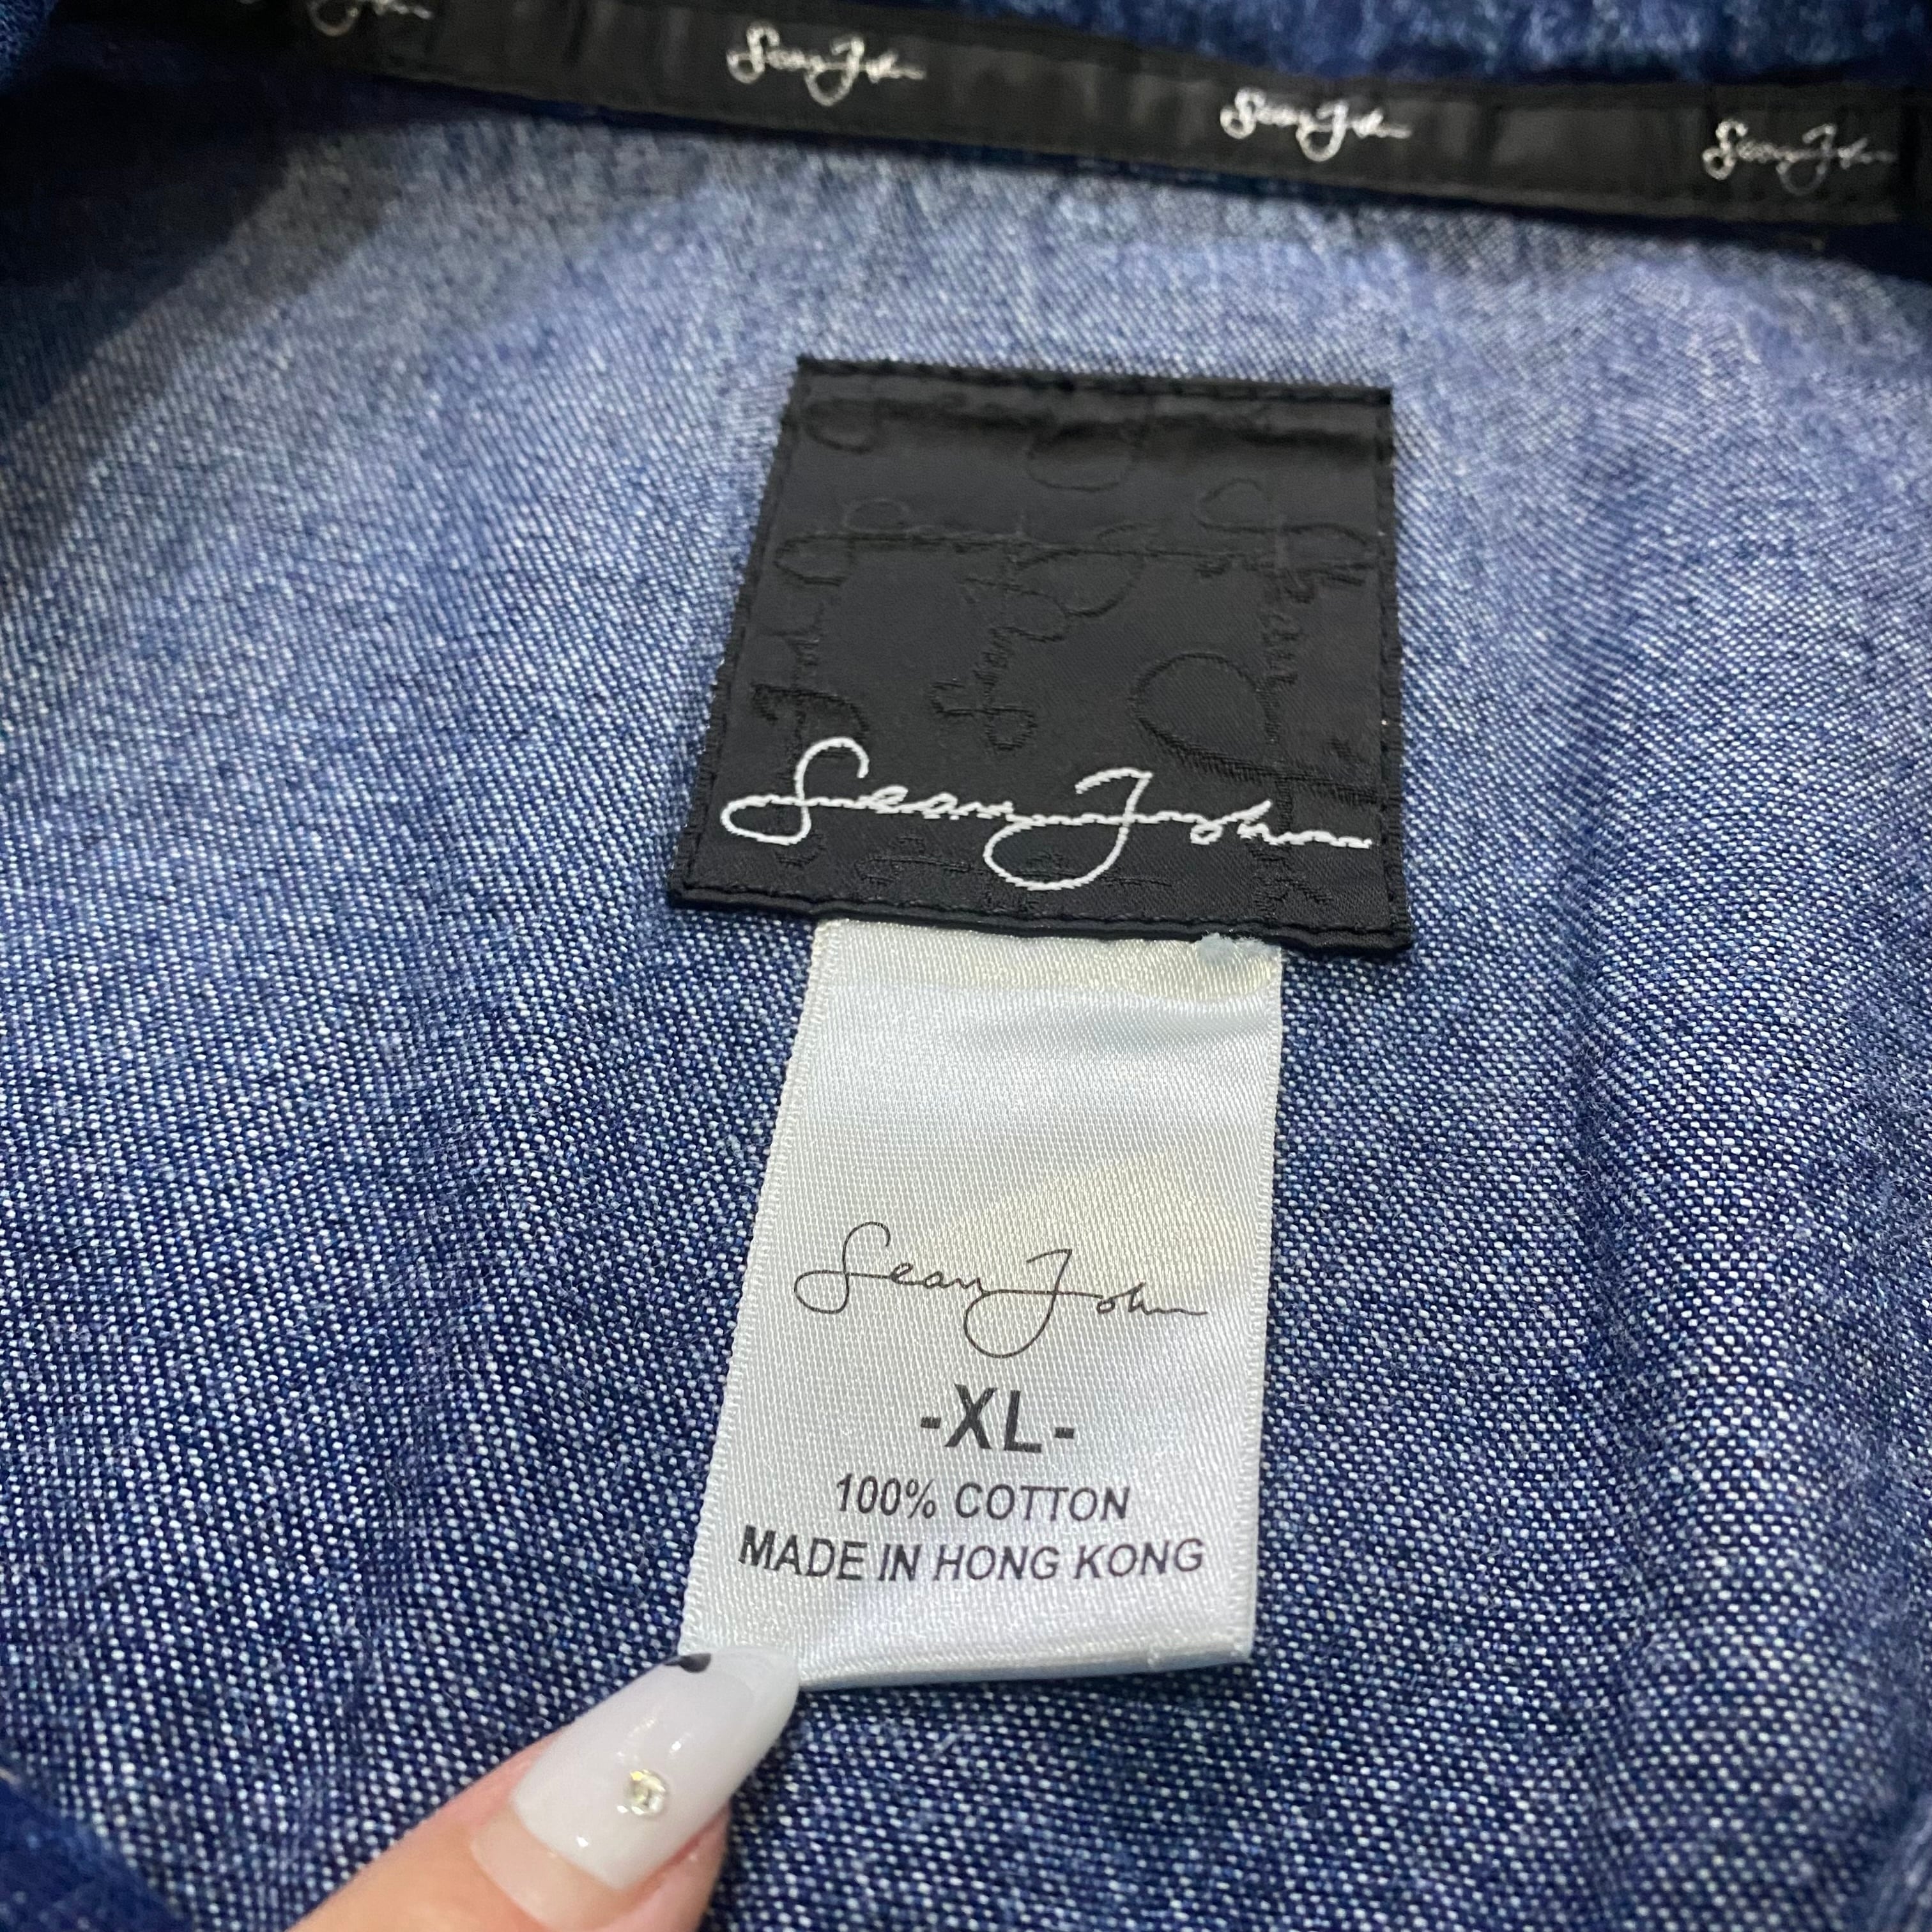 Sean John
Sean John
Sean John
Sean John
Sean John
-XL-
100% COTTON
MADE IN HONG KONG